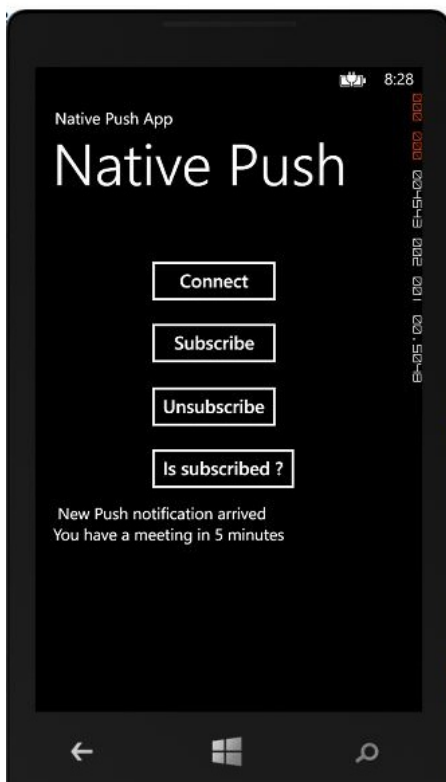 8:28
Native Push App
Native Push
Connect
Subscribe
Unsubscribe
Is subscribed ?
New Push notification arrived
You have a meeting in 5 minutes